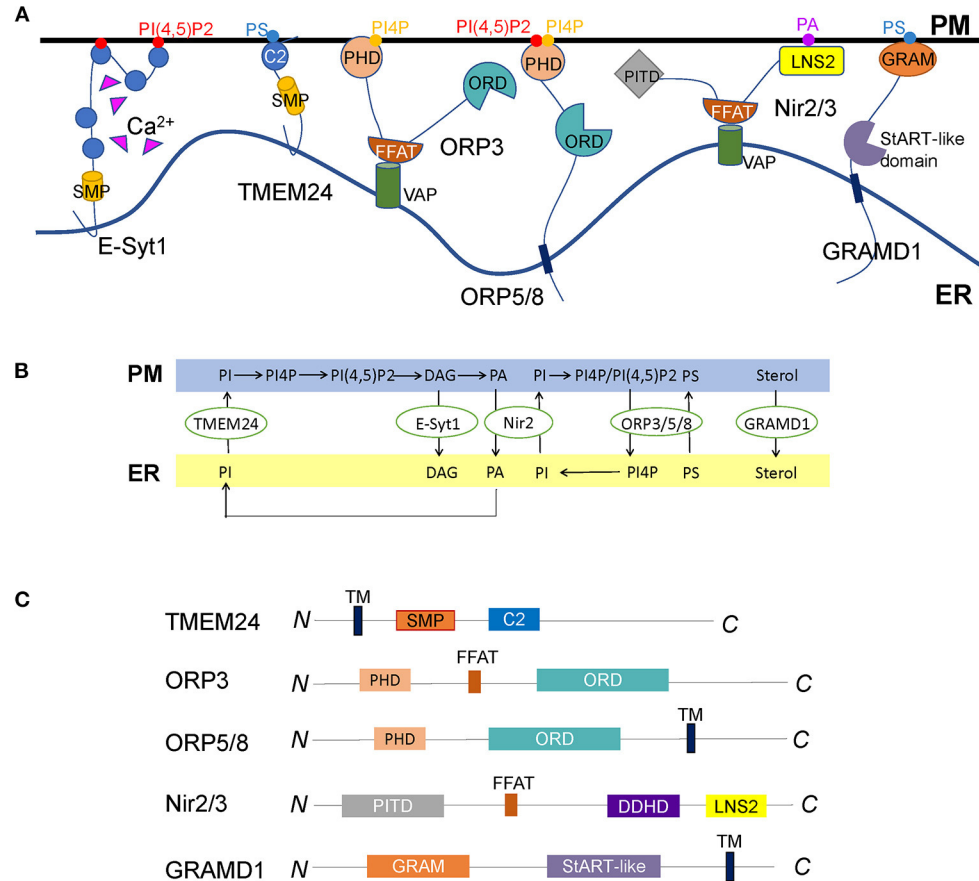 A
PI(4,5)P2 PS PI4P PI(4,5)P2 PI4P PA PS PM
C2 PHD PHD LNS2 GRAM
ORD PITD
SMP Ca²⁺ FFAT ORP3 ORD FFAT Nir2/3 StART-like
domain
SMP TMEM24 VAP VAP
E-Syt1 GRAMD1
ORP5/8 ER
B
PM PI PI4P PI(4,5)P2 DAG PA PI PI4P/PI(4,5)P2 PS Sterol
TMEM24 E-Syt1 Nir2 ORP3/5/8 GRAMD1
ER PI DAG PA PI PI4P PS Sterol
C
TM
TMEM24 N SMP C2 C
FFAT
ORP3 N PHD ORD C
TM
ORP5/8 N PHD ORD C
FFAT
Nir2/3 N PITD DDHD LNS2 C
TM
GRAMD1 N GRAM StART-like C